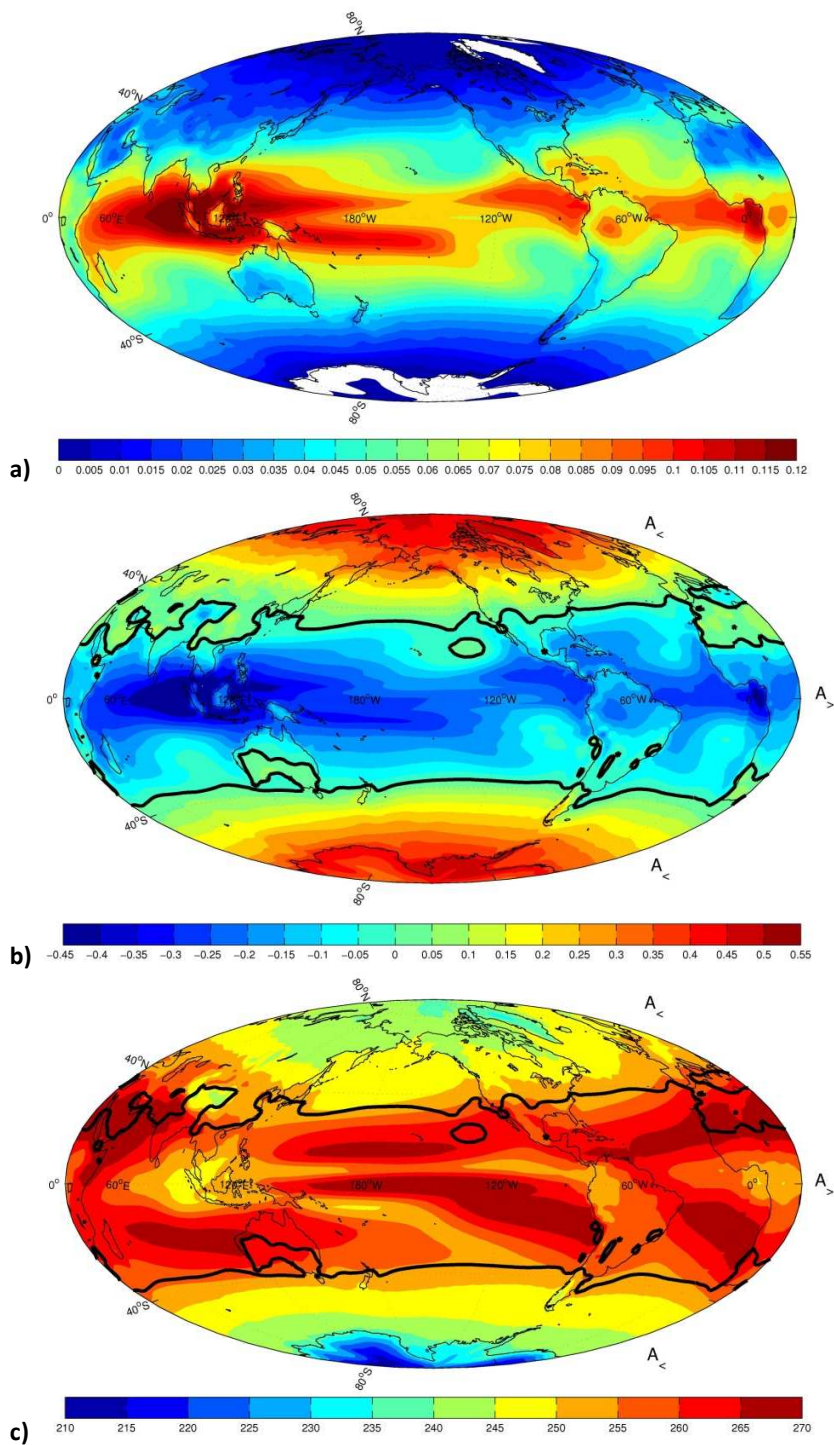 80°N
40°N
0° 60°E 120°E 180°W 120°W 60°W 0°
40°S
80°S
a)
0 0.005 0.01 0.015 0.02 0.025 0.03 0.035 0.04 0.045 0.05 0.055 0.06 0.065 0.07 0.075 0.08 0.085 0.09 0.095 0.1 0.105 0.11 0.115 0.12
80°N A<
40°N
0° 60°E 120°E 180°W 120°W 60°W 0° A>
40°S
80°S A<
b)
−0.45 −0.4 −0.35 −0.3 −0.25 −0.2 −0.15 −0.1 −0.05 0 0.05 0.1 0.15 0.2 0.25 0.3 0.35 0.4 0.45 0.5 0.55
80°N A<
40°N
0° 60°E 120°E 180°W 120°W 60°W 0° A>
40°S
80°S A<
c)
210 215 220 225 230 235 240 245 250 255 260 265 270